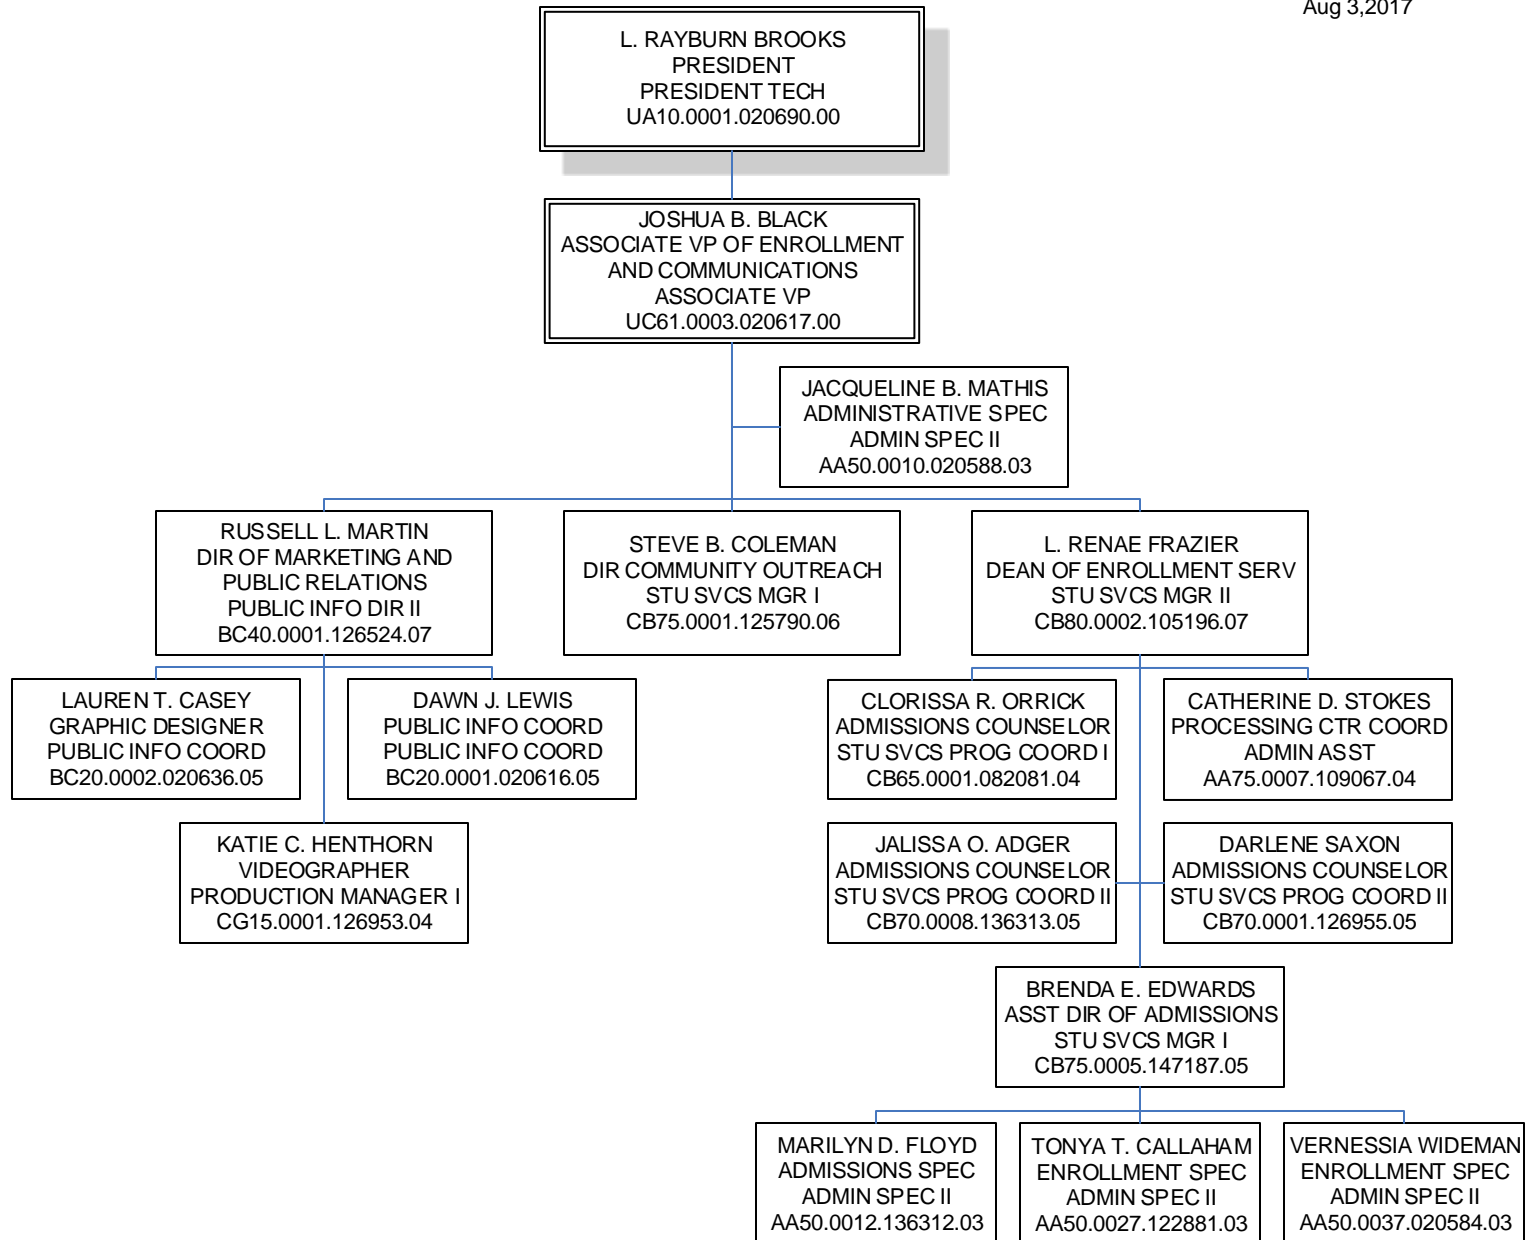 Aug 3,2017
L. RAYBURN BROOKS
PRESIDENT
PRESIDENT TECH
UA10.0001.020690.00
JOSHUA B. BLACK
ASSOCIATE VP OF ENROLLMENT
AND COMMUNICATIONS
ASSOCIATE VP
UC61.0003.020617.00
JACQUELINE B. MATHIS
ADMINISTRATIVE SPEC
ADMIN SPEC II
AA50.0010.020588.03
RUSSELL L. MARTIN
DIR OF MARKETING AND
PUBLIC RELATIONS
PUBLIC INFO DIR II
BC40.0001.126524.07
STEVE B. COLEMAN
DIR COMMUNITY OUTREACH
STU SVCS MGR I
CB75.0001.125790.06
L. RENAE FRAZIER
DEAN OF ENROLLMENT SERV
STU SVCS MGR II
CB80.0002.105196.07
LAUREN T. CASEY
GRAPHIC DESIGNER
PUBLIC INFO COORD
BC20.0002.020636.05
DAWN J. LEWIS
PUBLIC INFO COORD
PUBLIC INFO COORD
BC20.0001.020616.05
CLORISSA R. ORRICK
ADMISSIONS COUNSELOR
STU SVCS PROG COORD I
CB65.0001.082081.04
CATHERINE D. STOKES
PROCESSING CTR COORD
ADMIN ASST
AA75.0007.109067.04
KATIE C. HENTHORN
VIDEOGRAPHER
PRODUCTION MANAGER I
CG15.0001.126953.04
JALISSA O. ADGER
ADMISSIONS COUNSELOR
STU SVCS PROG COORD II
CB70.0008.136313.05
DARLENE SAXON
ADMISSIONS COUNSELOR
STU SVCS PROG COORD II
CB70.0001.126955.05
BRENDA E. EDWARDS
ASST DIR OF ADMISSIONS
STU SVCS MGR I
CB75.0005.147187.05
MARILYN D. FLOYD
ADMISSIONS SPEC
ADMIN SPEC II
AA50.0012.136312.03
TONYA T. CALLAHAM
ENROLLMENT SPEC
ADMIN SPEC II
AA50.0027.122881.03
VERNESSIA WIDEMAN
ENROLLMENT SPEC
ADMIN SPEC II
AA50.0037.020584.03